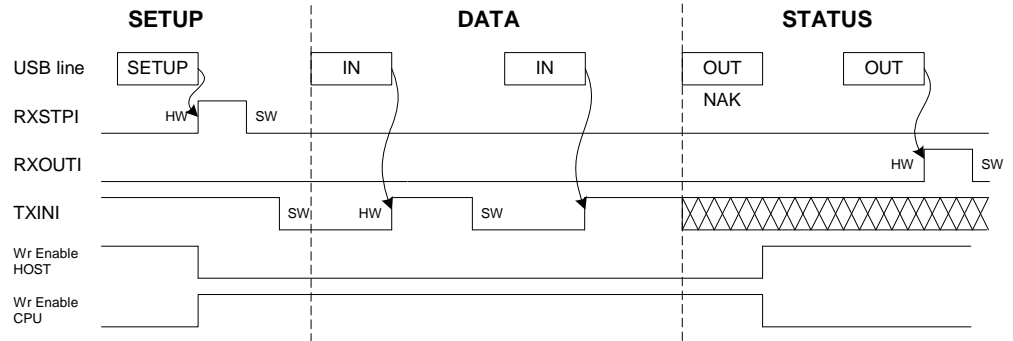 SETUP DATA STATUS
USB line SETUP IN IN OUT OUT
NAK
RXSTPI HW SW
RXOUTI HW SW
TXINI SW HW SW
Wr Enable
HOST
Wr Enable
CPU